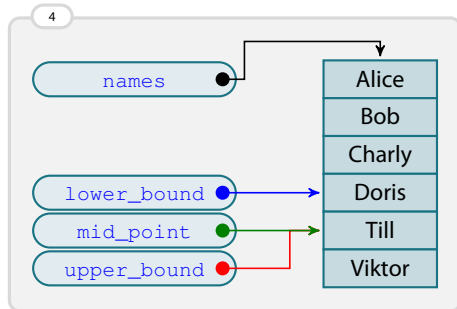 4
names
Alice
Bob
Charly
lower_bound
Doris
mid_point
Till
upper_bound
Viktor